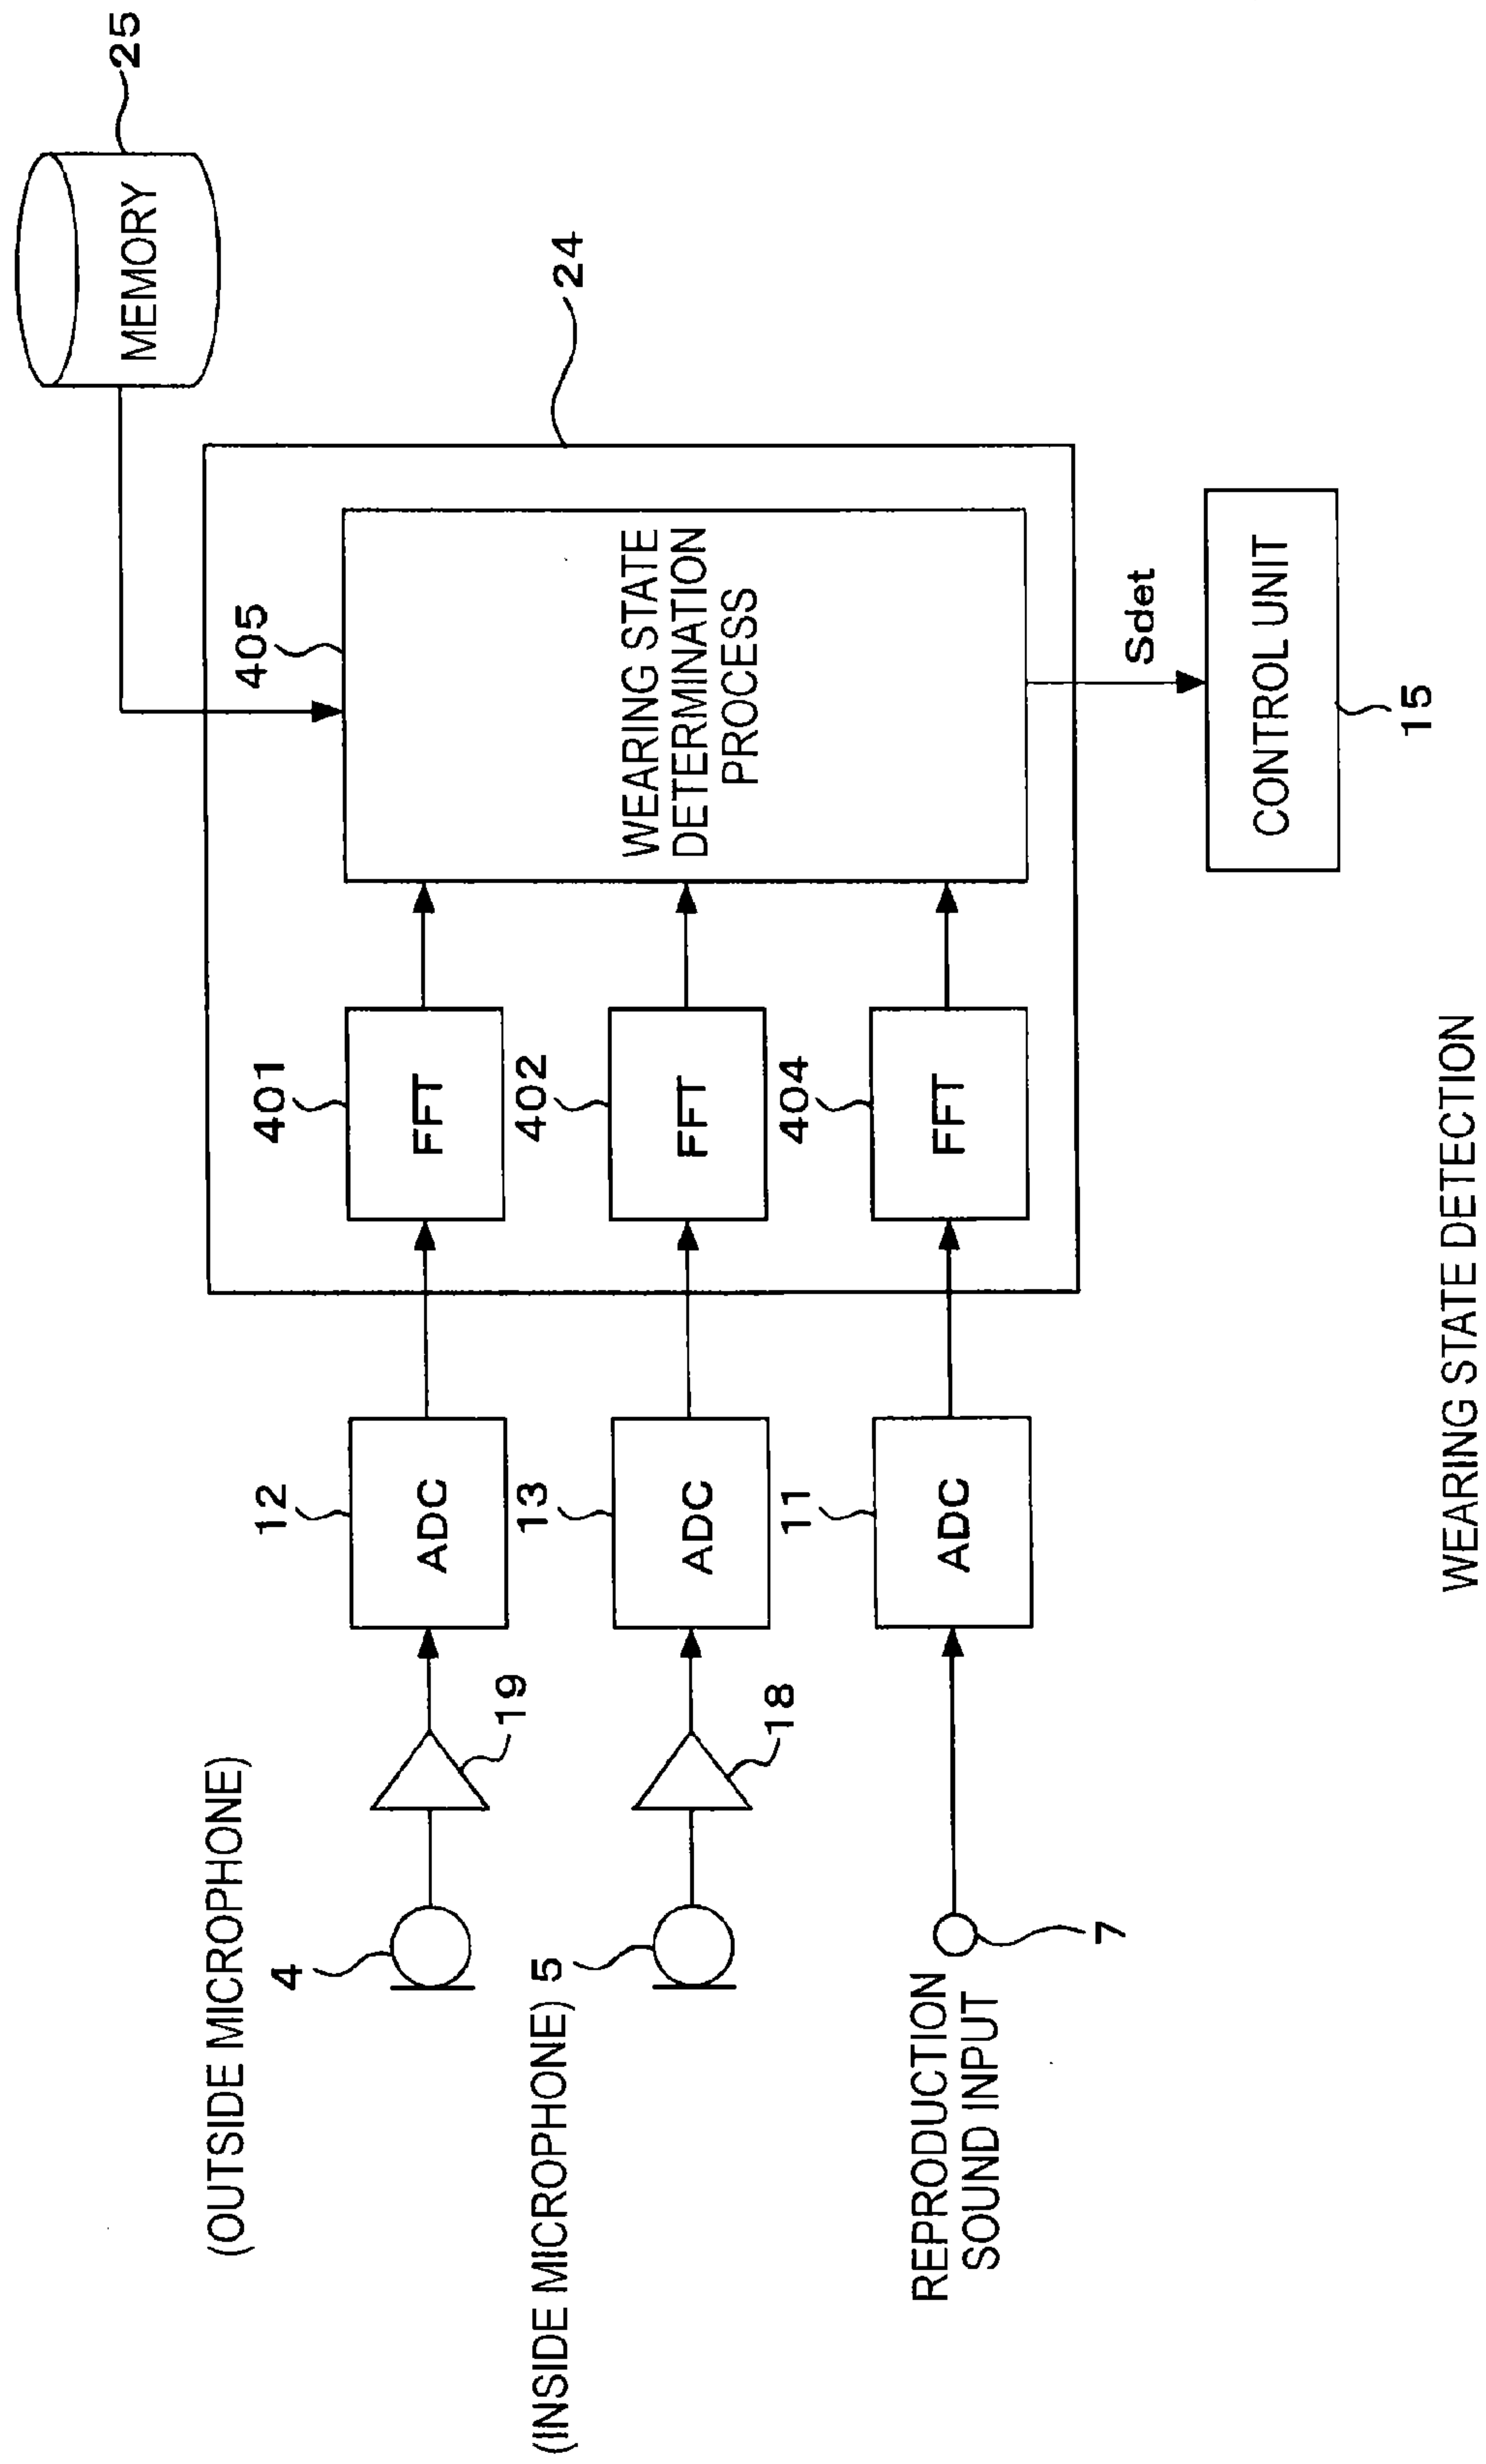 25
MEMORY
24
405
WEARING STATE
DETERMINATION
PROCESS
Sdet
CONTROL UNIT
15
401
FFT
402
FFT
404
FFT
12
ADC
13
ADC
11
ADC
19
18
(OUTSIDE MICROPHONE)
4
(INSIDE MICROPHONE) 5
7
REPRODUCTION
SOUND INPUT
WEARING STATE DETECTION